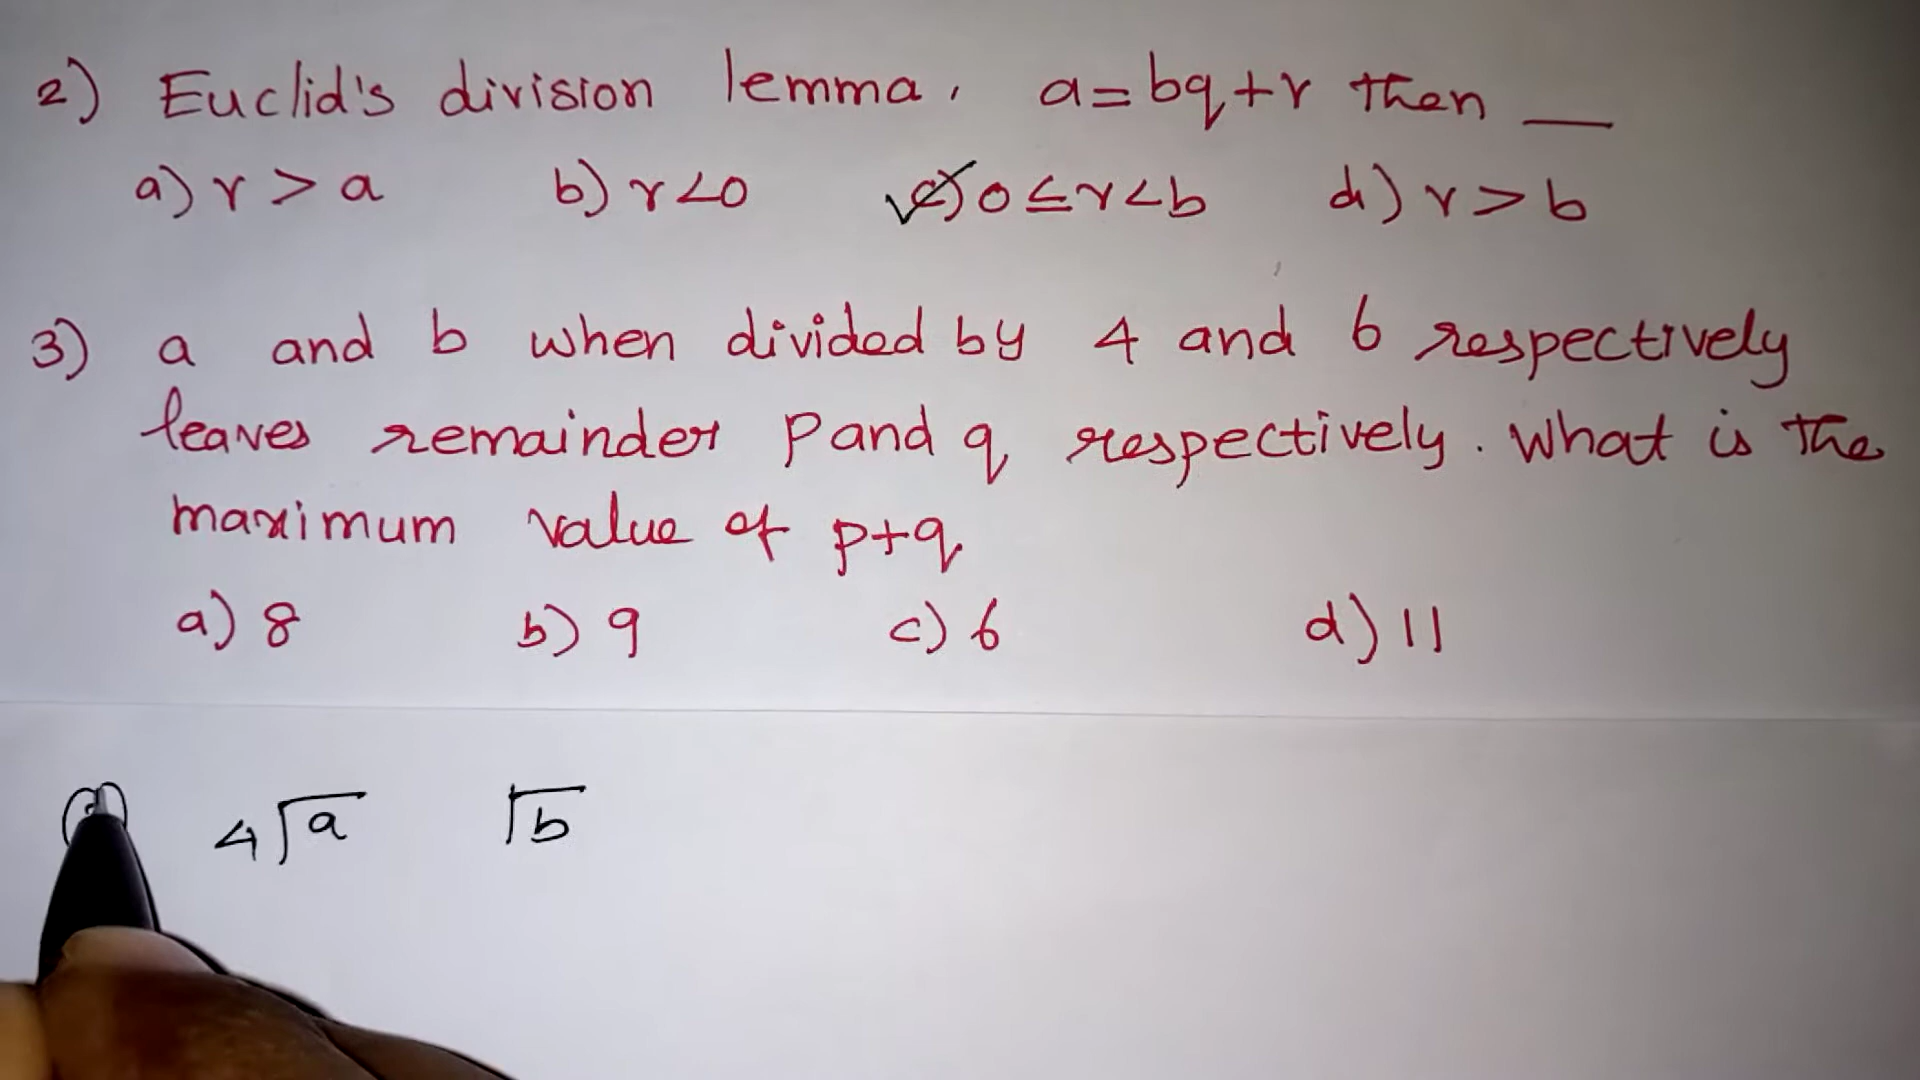 2) Euclid's division lemma, a=bq+r then __
a) r>a b) r<0 c) 0≤r<b d) r>b
3) a and b when divided by 4 and 6 respectively
leaves remainder p and q respectively. What is the
maximum value of p+q
a) 8 b) 9 c) 6 d) 11
4 a b